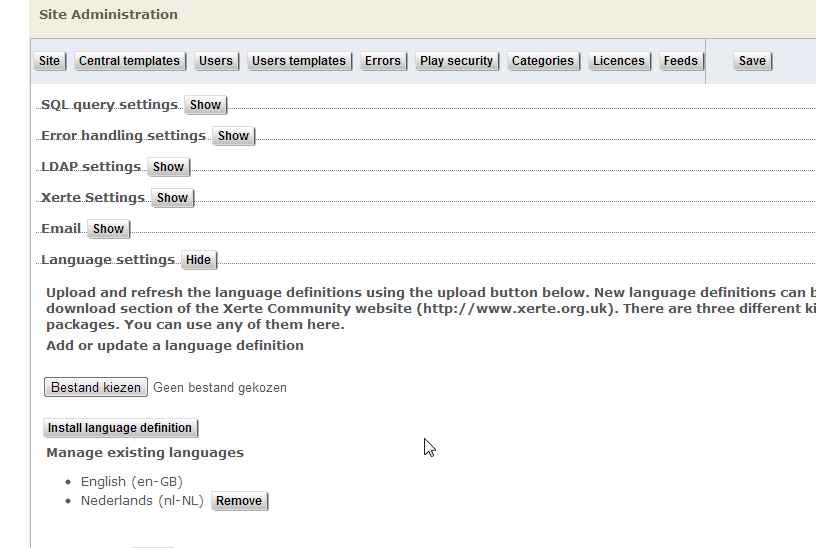 Site Administration
Site Central templates Users Users templates Errors Play security Categories Licences Feeds Save
SQL query settings Show
Error handling settings Show
LDAP settings Show
Xerte Settings Show
Email Show
Language settings Hide
Upload and refresh the language definitions using the upload button below. New language definitions can b
download section of the Xerte Community website (http://www.xerte.org.uk). There are three different ki
packages. You can use any of them here.
Add or update a language definition
Bestand kiezen Geen bestand gekozen
Install language definition
Manage existing languages
English (en-GB)
Nederlands (nl-NL) Remove